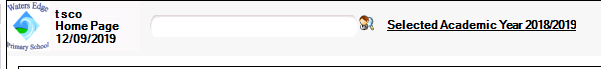 Waters Edge
Primary School
t sco
Home Page
12/09/2019
Selected Academic Year 2018/2019